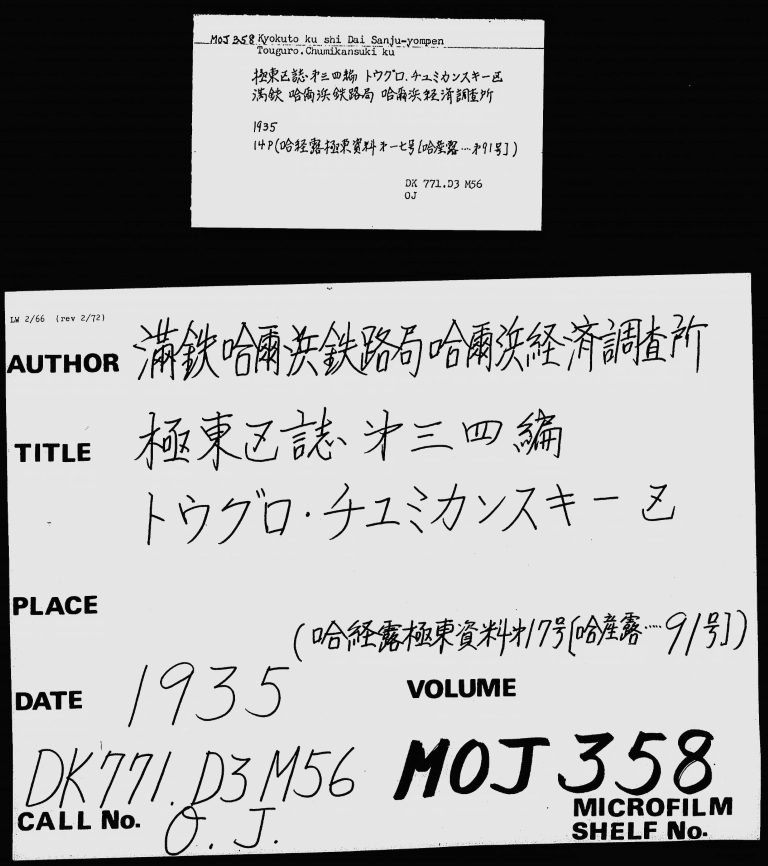 MOJ 358 Kyokuto ku shi Dai Sanju-yompen
Touguro.Chumikansuki ku
極東区誌 第三四編 トウグロ.チュミカンスキー区
満鉄 哈爾浜鉄路局 哈爾浜経済調査所
1935
14P(哈経露極東資料 第一七号[哈産露…第91号])
DK 771.D3 M56
OJ
LW 2/66 (rev 2/72)
AUTHOR 満鉄哈爾浜鉄路局哈爾浜経済調査所
TITLE 極東区誌 第三四編
トウグロ・チュミカンスキー区
PLACE
(哈経露極東資料第17号[哈産露…91号])
DATE 1935 VOLUME
DK771.D3 M56 MOJ 358
CALL No. O.J. MICROFILM
SHELF No.